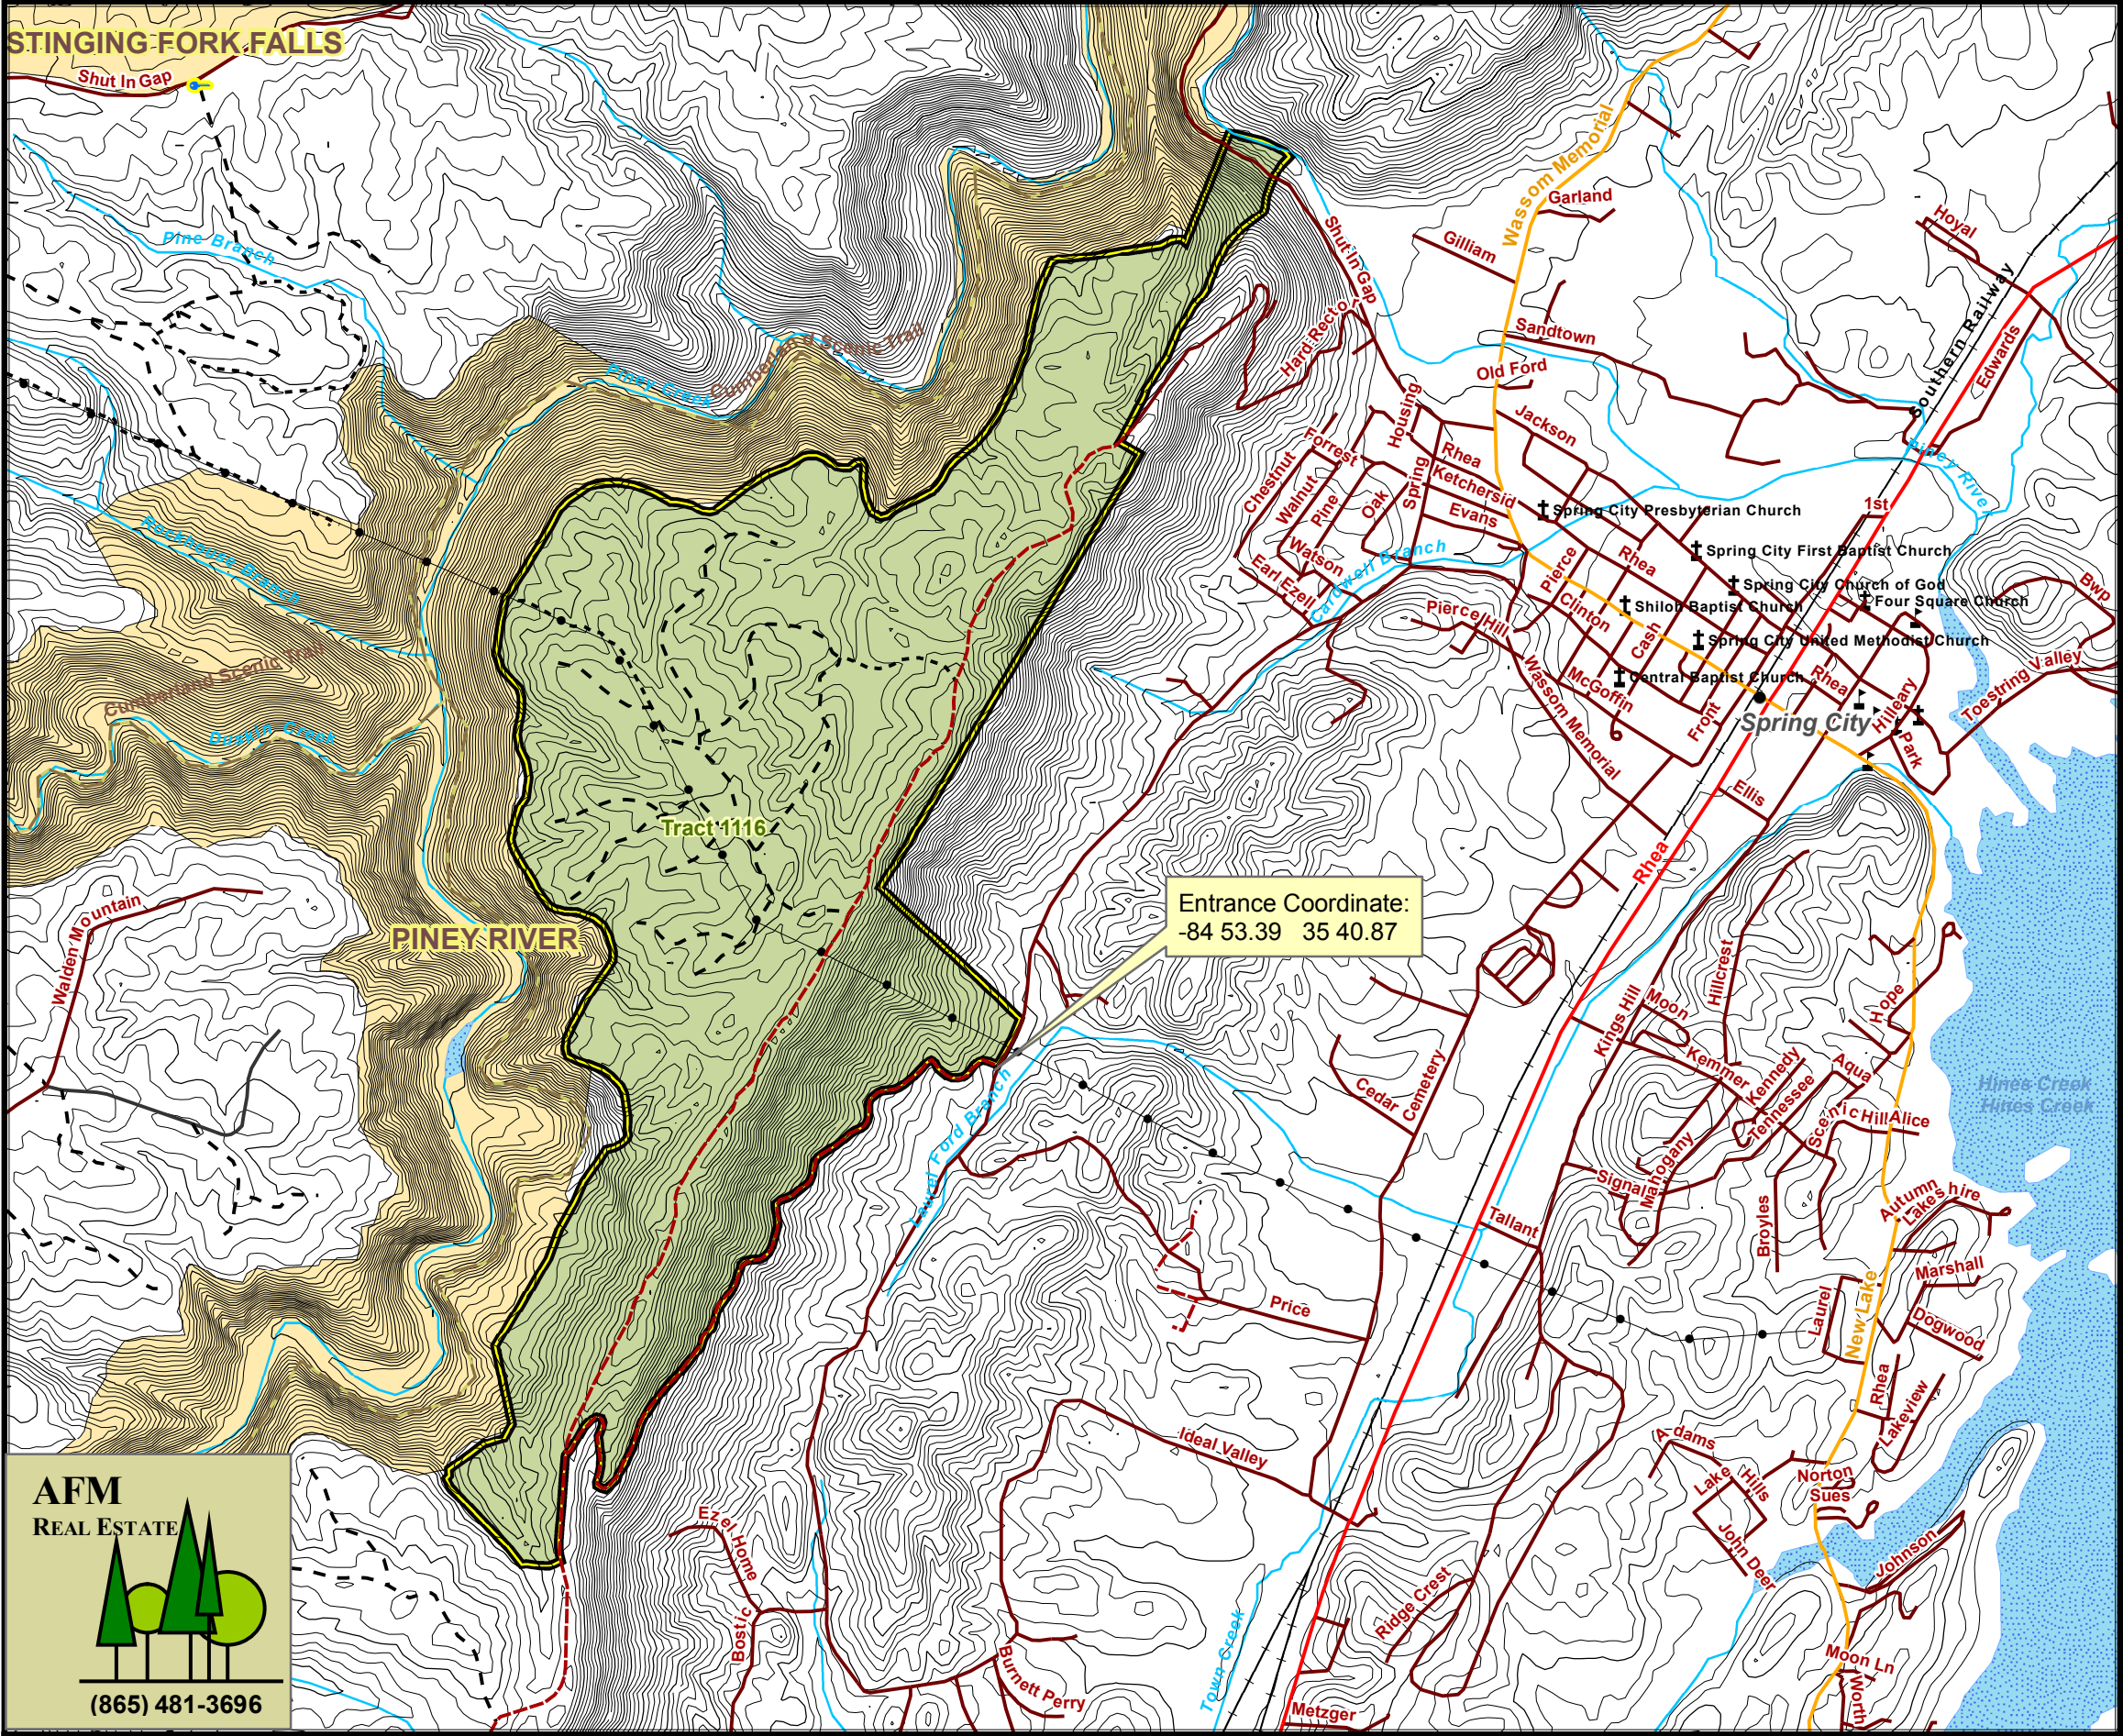 STINGING FORK FALLS
Shut In Gap
Pine Branch
Rockhouse Branch
Cumberland Scenic Trail
Duskin Creek
Piney Creek
Cumberland Scenic Trail
Walden Mountain
PINEY RIVER
Tract 1116
Entrance Coordinate:
-84 53.39   35 40.87
Laurel Ford Branch
Wassom Memorial
Garland
Gilliam
Shut In Gap
Hard Rector
Sandtown
Old Ford
Hoyal
Southern Railway
Edwards
Piney River
Housing
Jackson
Forrest
Rhea
Chestnut
Walnut
Pine
Oak
Spring
Ketchersid
Evans
Watson
Earl Ezell
Cardwell Branch
1st
Spring City Presbyterian Church
Spring City First Baptist Church
Spring City Church of God
Four Square Church
Shiloh Baptist Church
Spring City United Methodist Church
Central Baptist Church
Pierce
Rhea
Clinton
Cash
Pierce Hill
McGoffin
Wassom Memorial
Front
Rhea
Spring City
Hilleary
Park
Toestring Valley
Bwp
Ellis
Rhea
Hillcrest
Kings Hill
Moon
Hope
Kemmer
Kennedy
Tennessee
Aqua
Scenic Hill
Alice
Hines Creek
Hines Creek
Mahogany
Signal
Cedar
Cemetery
Tallant
Broyles
Autumn
Lakeshire
Marshall
Dogwood
Laurel
New Lake
Rhea
Lakeview
Price
Ideal Valley
Adams
Lake Hills
Norton
Sues
John Deer
Johnson
Ezel Home
Bostic
Burnett Perry
Town Creek
Ridge Crest
Metzger
Moon Ln
Worth
AFM
REAL ESTATE
(865) 481-3696